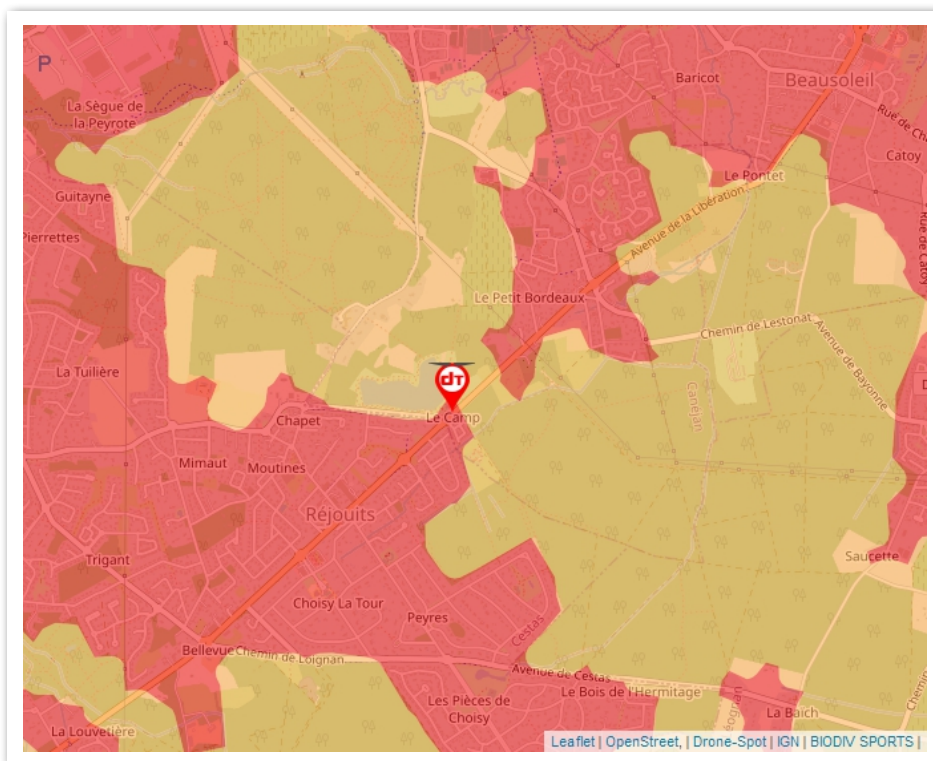 P
Baricot
Beausoleil
La Sègue de
la Peyrote
Rue de Ch
Catoy
Guitayne
Le Pontet
Pierrettes
Avenue de la Libération
Rue de Catoy
Le Petit Bordeaux
Chemin de Lestonat
Avenue de Bayonne
La Tuilière
dT
D
Canéjan
Chapet
Le Camp
Mimaut
Moutines
Réjouits
Saucette
Trigant
Choisy La Tour
Peyres
Cestas
Bellevue
Chemin de Loignan
Avenue de Cestas
Le Bois de l'Hermitage
Les Pièces de
Choisy
éognan
La Baich
Chemin
La Louvetière
Leaflet | OpenStreet, | Drone-Spot | IGN | BIODIV SPORTS |